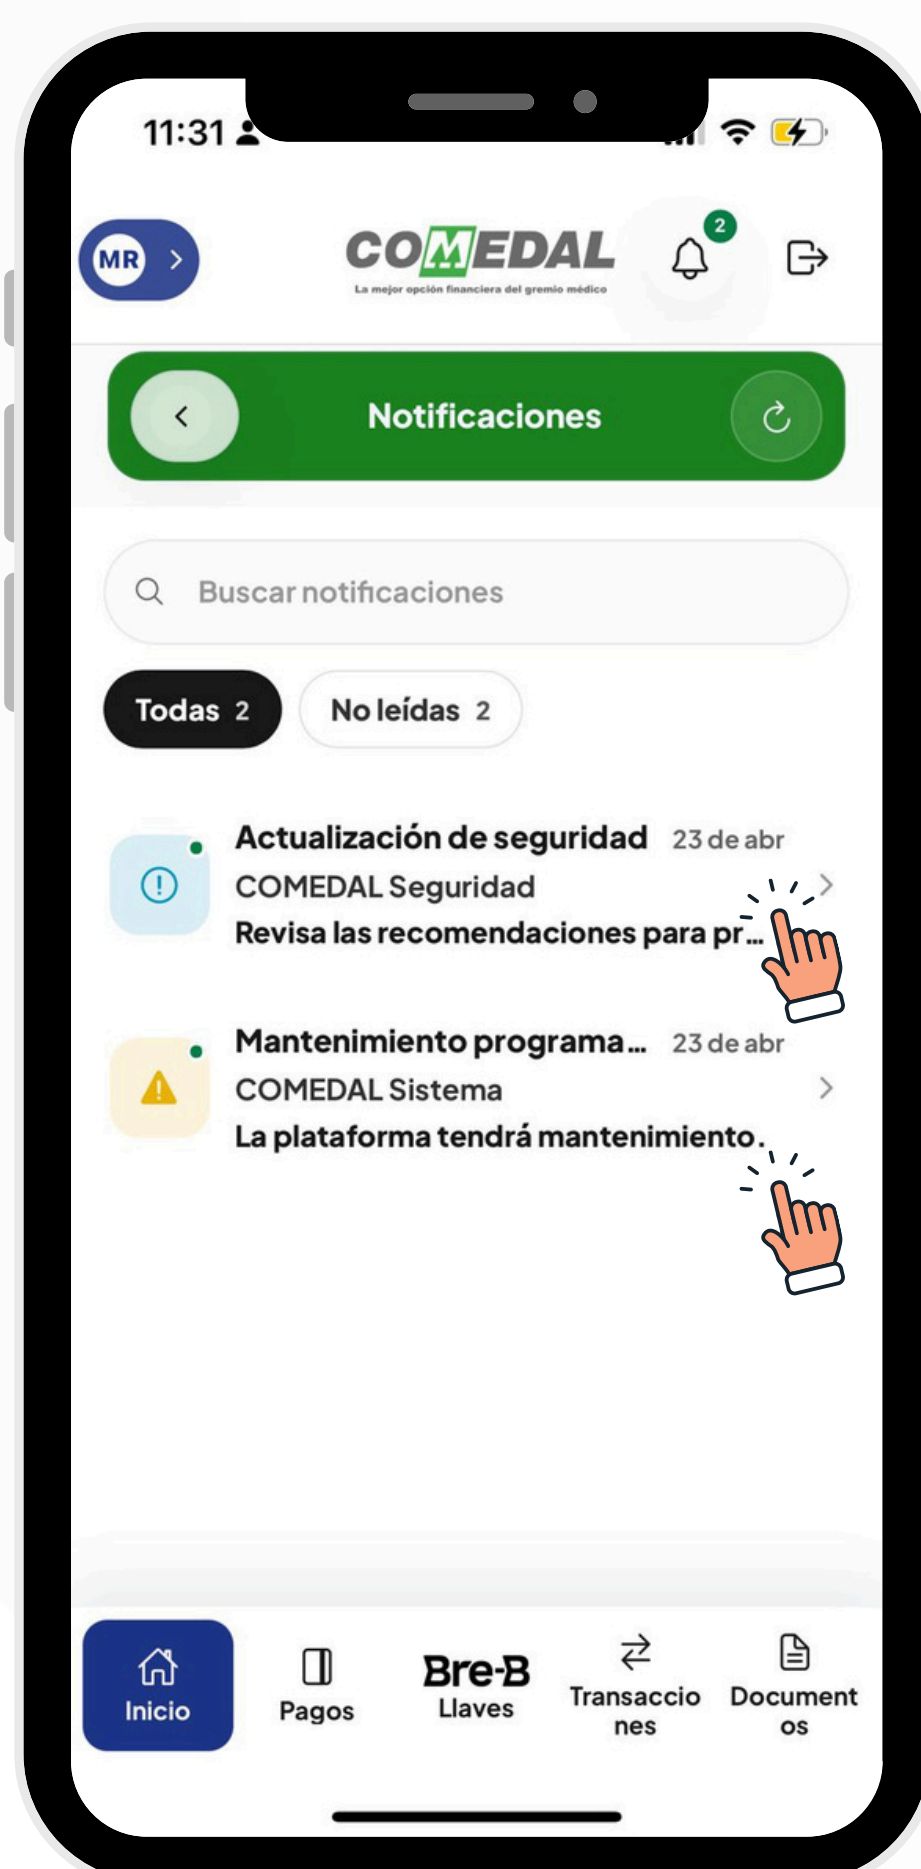 11:31
MR
COMEDAL
La mejor opción financiera del gremio médico
2
Notificaciones
Buscar notificaciones
Todas 2
No leídas 2
Actualización de seguridad 23 de abr
COMEDAL Seguridad
Revisa las recomendaciones para pr...
Mantenimiento programa... 23 de abr
COMEDAL Sistema
La plataforma tendrá mantenimiento.
Inicio
Pagos
Bre-B
Llaves
Transaccio
nes
Document
os